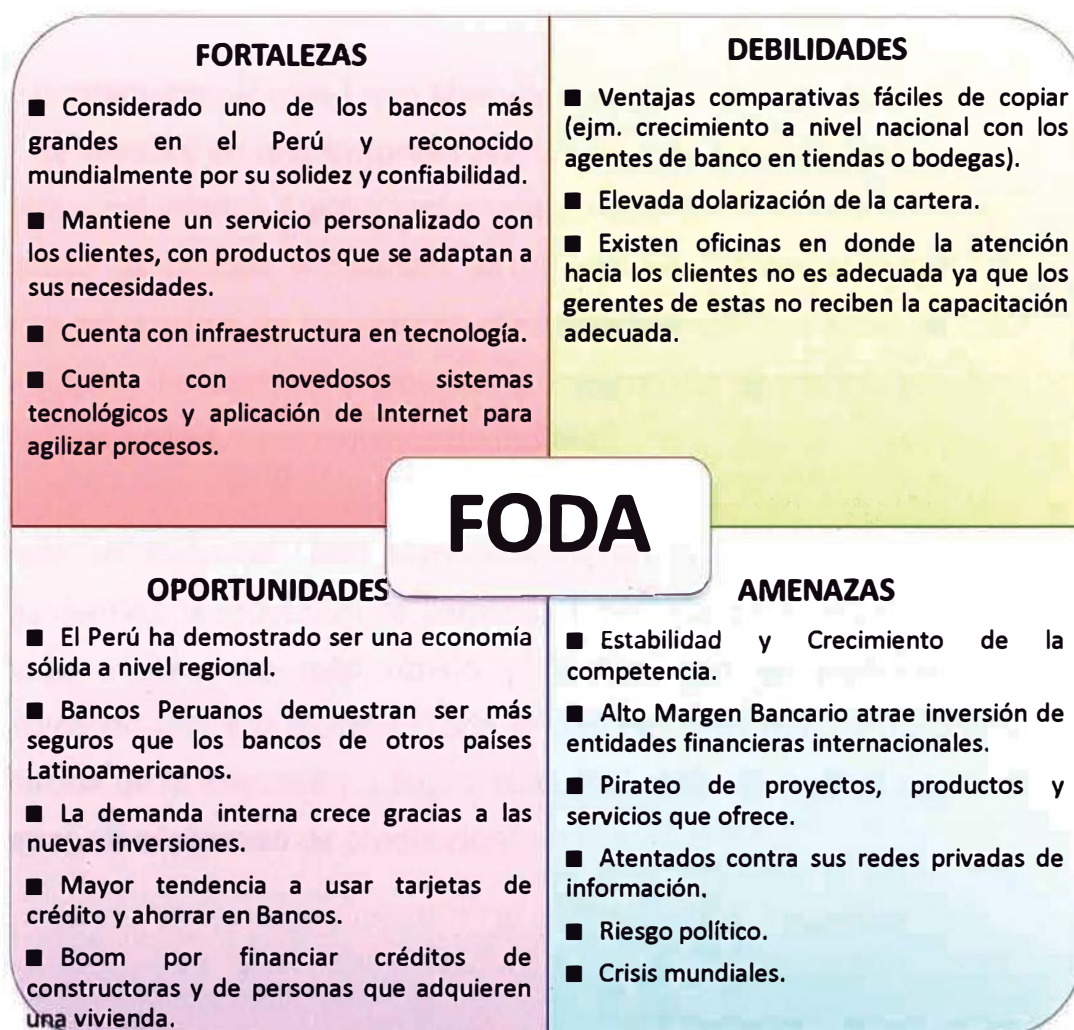 FORTALEZAS
■ Considerado uno de los bancos más
grandes en el Perú y reconocido
mundialmente por su solidez y confiabilidad.
■ Mantiene un servicio personalizado con
los clientes, con productos que se adaptan a
sus necesidades.
■ Cuenta con infraestructura en tecnología.
■ Cuenta con novedosos sistemas
tecnológicos y aplicación de Internet para
agilizar procesos.
DEBILIDADES
■ Ventajas comparativas fáciles de copiar
(ejm. crecimiento a nivel nacional con los
agentes de banco en tiendas o bodegas).
■ Elevada dolarización de la cartera.
■ Existen oficinas en donde la atención
hacia los clientes no es adecuada ya que los
gerentes de estas no reciben la capacitación
adecuada.
FODA
OPORTUNIDADES
■ El Perú ha demostrado ser una economía
sólida a nivel regional.
■ Bancos Peruanos demuestran ser más
seguros que los bancos de otros países
Latinoamericanos.
■ La demanda interna crece gracias a las
nuevas inversiones.
■ Mayor tendencia a usar tarjetas de
crédito y ahorrar en Bancos.
■ Boom por financiar créditos de
constructoras y de personas que adquieren
una vivienda.
AMENAZAS
■ Estabilidad y Crecimiento de la
competencia.
■ Alto Margen Bancario atrae inversión de
entidades financieras internacionales.
■ Pirateo de proyectos, productos y
servicios que ofrece.
■ Atentados contra sus redes privadas de
información.
■ Riesgo político.
■ Crisis mundiales.